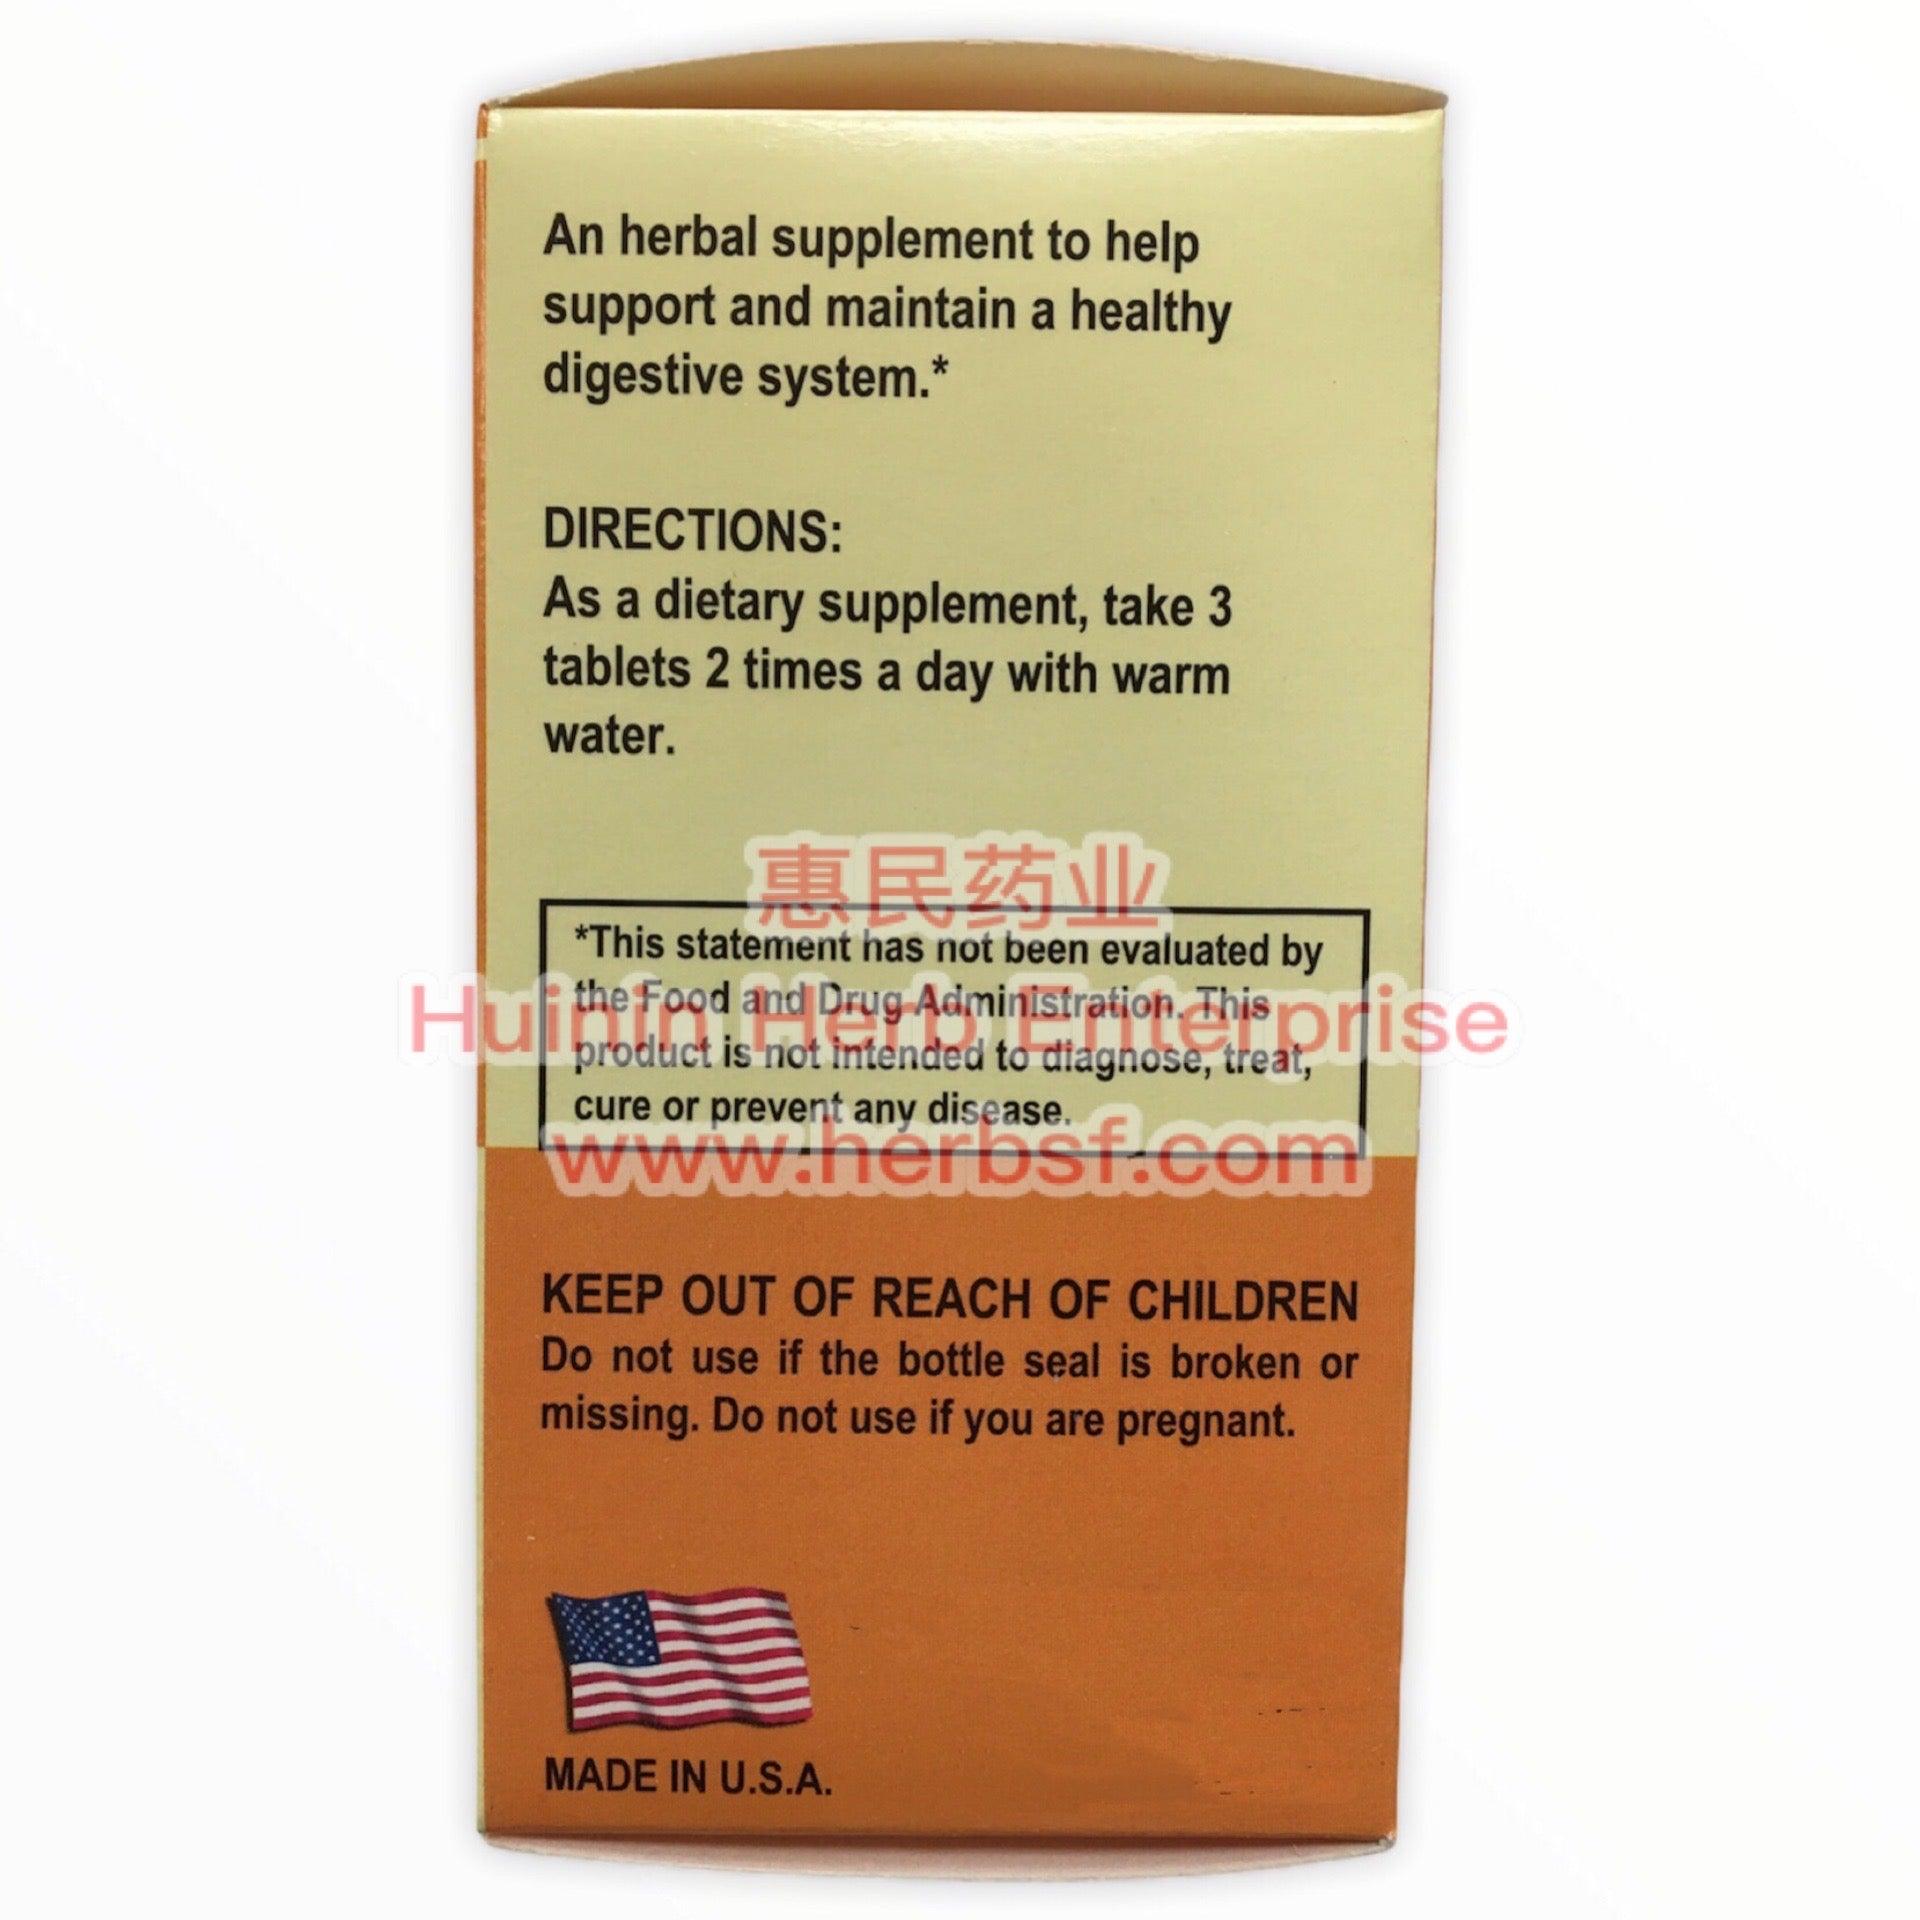 An herbal supplement to help
support and maintain a healthy
digestive system.*
DIRECTIONS:
As a dietary supplement, take 3
tablets 2 times a day with warm
water.
惠民药业
*This statement has not been evaluated by
the Food and Drug Administration. This
Huinin Herb Enterprise
product is not intended to diagnose, treat,
cure or prevent any disease.
www.herbsf.com
KEEP OUT OF REACH OF CHILDREN
Do not use if the bottle seal is broken or
missing. Do not use if you are pregnant.
MADE IN U.S.A.